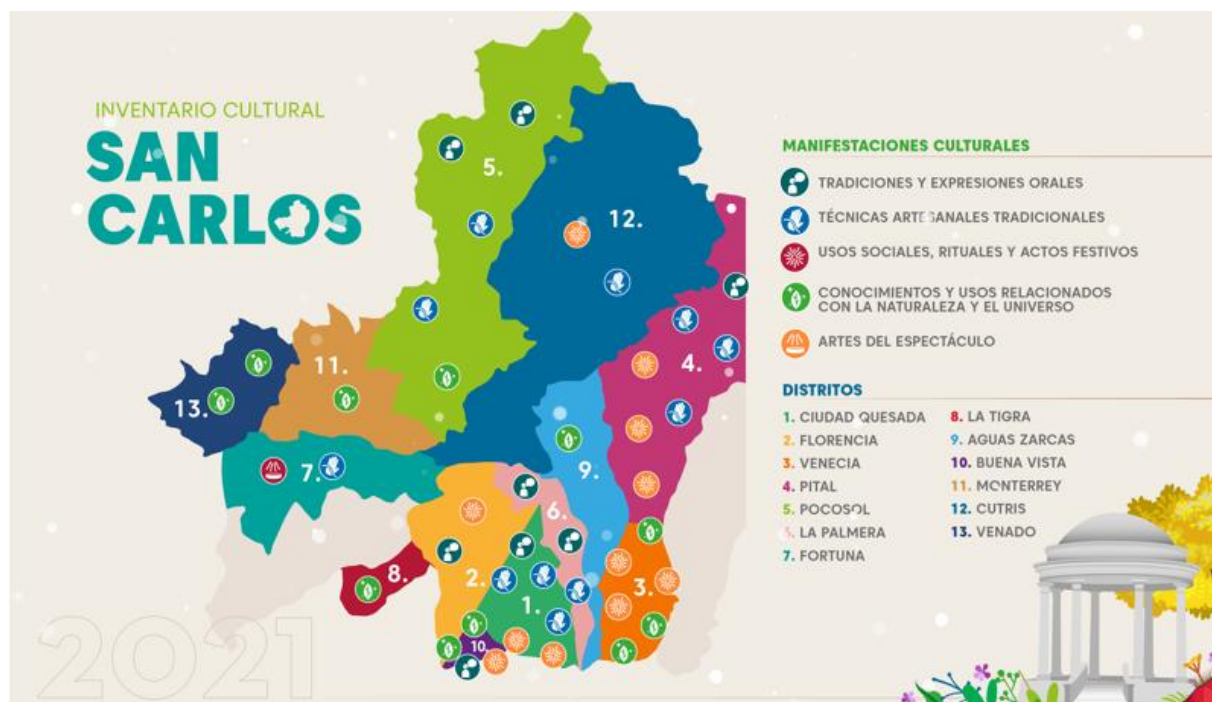 INVENTARIO CULTURAL
SAN
CARLOS
MANIFESTACIONES CULTURALES
TRADICIONES Y EXPRESIONES ORALES
TÉCNICAS ARTESANALES TRADICIONALES
USOS SOCIALES, RITUALES Y ACTOS FESTIVOS
CONOCIMIENTOS Y USOS RELACIONADOS
CON LA NATURALEZA Y EL UNIVERSO
ARTES DEL ESPECTÁCULO
DISTRITOS
1. CIUDAD QUESADA
2. FLORENCIA
3. VENECIA
4. PITAL
5. POCOSOL
LA PALMERA
7. FORTUNA
8. LA TIGRA
9. AGUAS ZARCAS
10. BUENA VISTA
11. MONTERREY
12. CUTRIS
13. VENADO
5.
12.
4.
11.
13.
7.
9.
6.
8.
2.
3.
1.
10.
2021